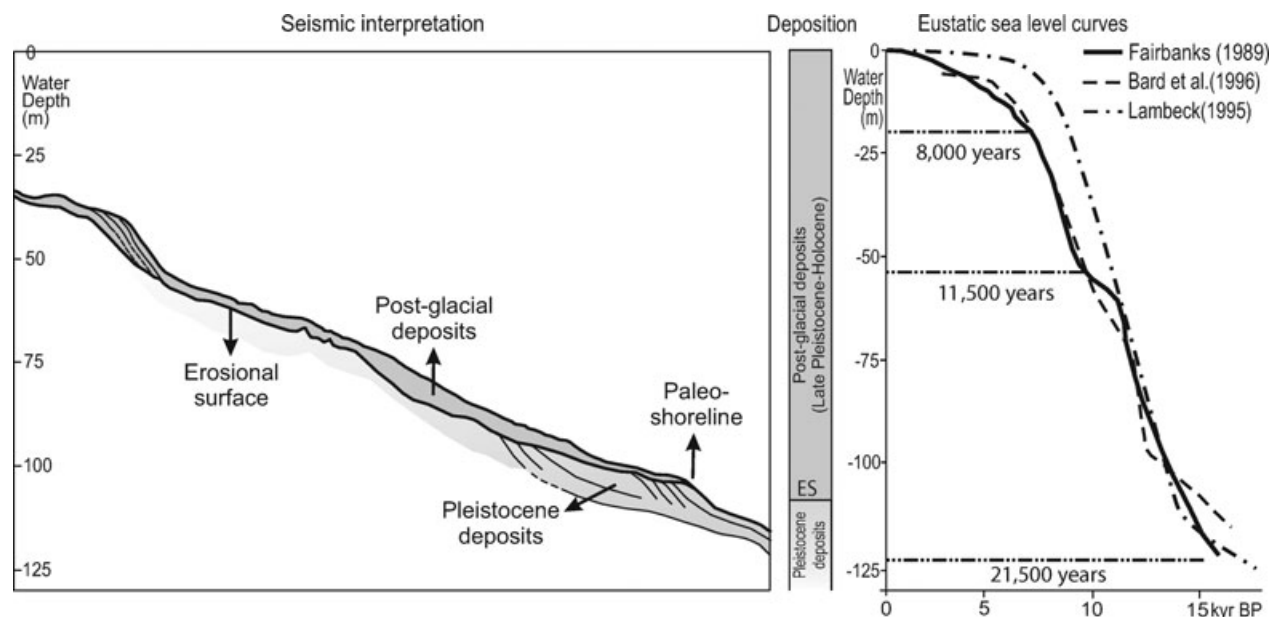 Seismic interpretation
0
Water
Depth
(m)
25
50
75
100
125
Erosional
surface
Post-glacial
deposits
Paleo-
shoreline
Pleistocene
deposits
Deposition
Post-glacial deposits
(Late Pleistocene-Holocene)
ES
Pleistocene
deposits
Eustatic sea level curves
0
Water
Depth
(m)
-25
-50
-75
-100
-125
Fairbanks (1989)
Bard et al.(1996)
Lambeck(1995)
8,000 years
11,500 years
21,500 years
0
5
10
15 kyr BP